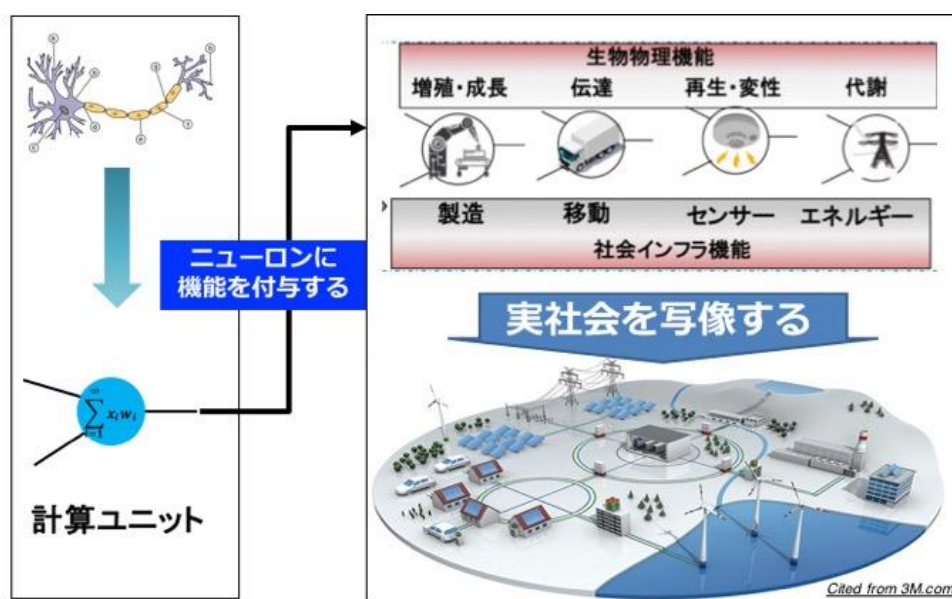 生物物理機能
増殖・成長 伝達 再生・変性 代謝
製造 移動 センサー エネルギー
社会インフラ機能
ニューロンに
機能を付与する
実社会を写像する
∞
∑ xᵢwᵢ
計算ユニット
Cited from 3M.com